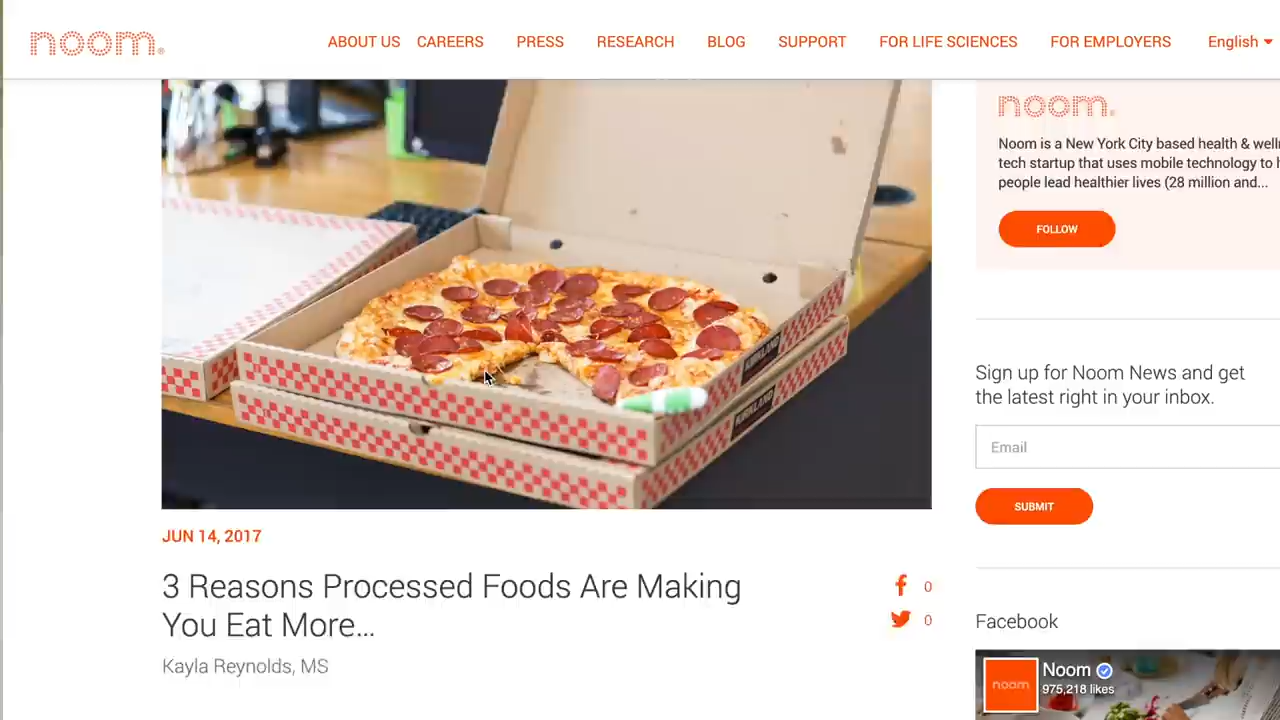 noom
ABOUT US CAREERS PRESS RESEARCH BLOG SUPPORT FOR LIFE SCIENCES FOR EMPLOYERS English
KIRKLAND
KIRKLAND
JUN 14, 2017
3 Reasons Processed Foods Are Making
You Eat More...
Kayla Reynolds, MS
0
0
noom
Noom is a New York City based health & well
tech startup that uses mobile technology to h
people lead healthier lives (28 million and...
FOLLOW
Sign up for Noom News and get
the latest right in your inbox.
Email
SUBMIT
Facebook
noom
Noom
975,218 likes